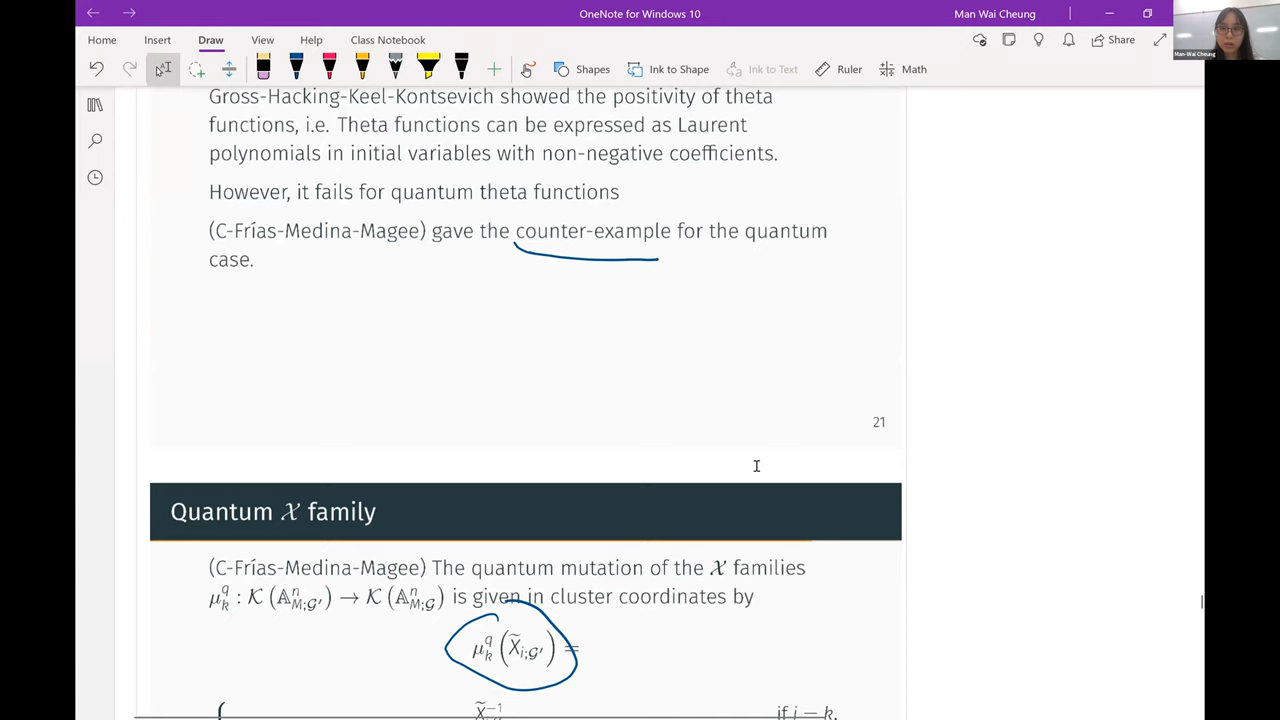 OneNote for Windows 10
Man Wai Cheung
Home Insert Draw View Help Class Notebook
Share
Shapes Ink to Shape Ink to Text Ruler Math
Man-Wai Cheung
Gross-Hacking-Keel-Kontsevich showed the positivity of theta
functions, i.e. Theta functions can be expressed as Laurent
polynomials in initial variables with non-negative coefficients.
However, it fails for quantum theta functions
(C-Frías-Medina-Magee) gave the counter-example for the quantum
case.
21
Quantum 𝒳 family
(C-Frías-Medina-Magee) The quantum mutation of the 𝒳 families
μ_k^q : 𝒦 (𝔸^n_{M;𝒢′}) → 𝒦 (𝔸^n_{M;𝒢}) is given in cluster coordinates by
μ_k^q (X̃_{i;𝒢′}) =